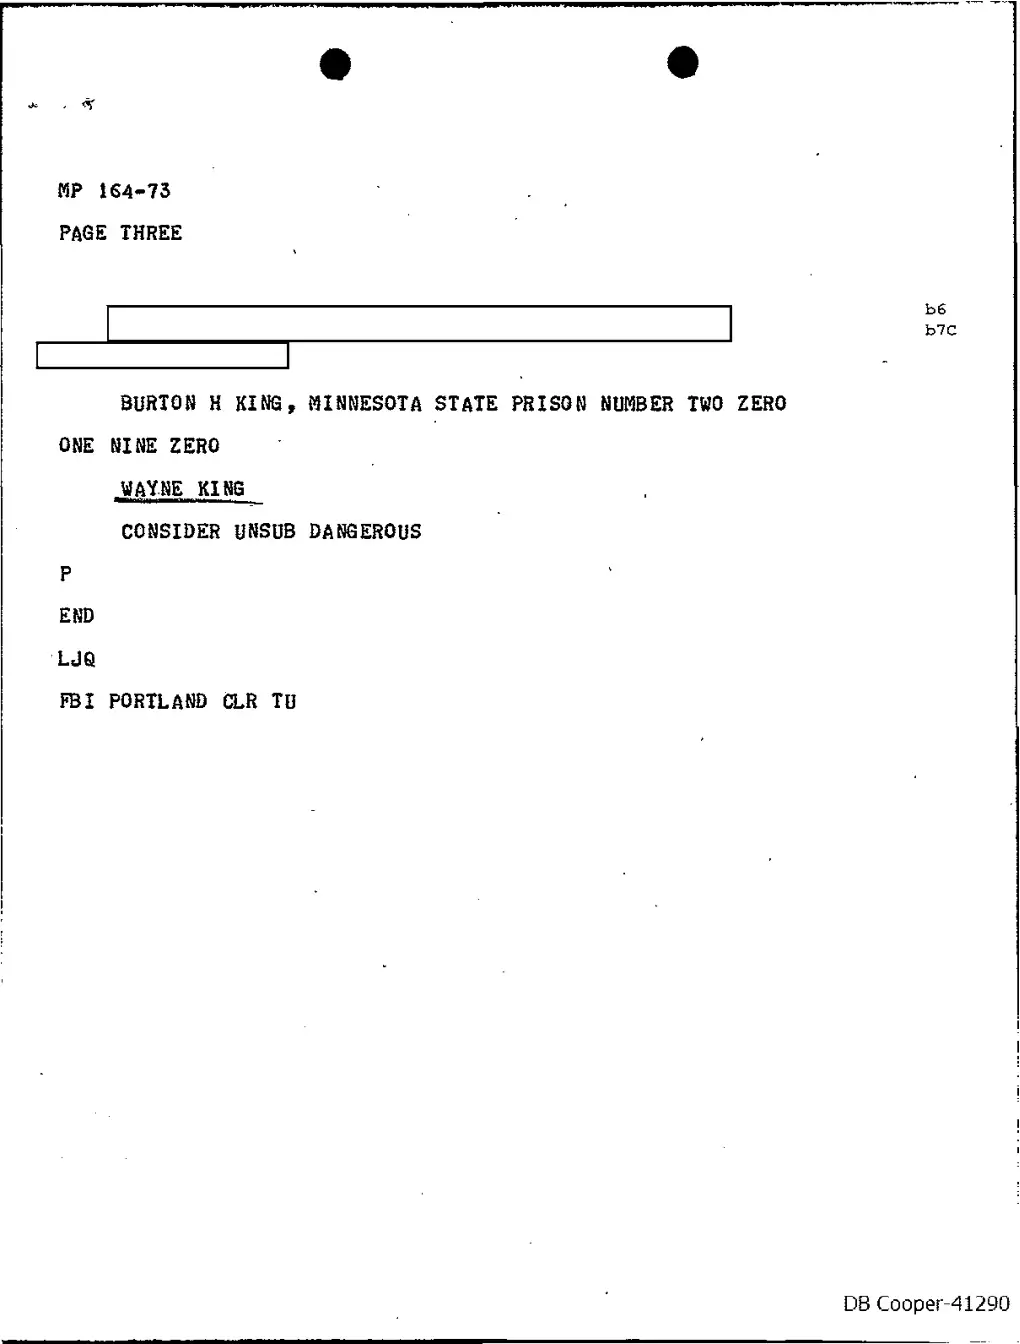 MP 164-73
PAGE THREE
b6
b7C
BURTON H KING, MINNESOTA STATE PRISON NUMBER TWO ZERO
ONE NINE ZERO
WAYNE KING
CONSIDER UNSUB DANGEROUS
P
END
LJQ
FBI PORTLAND CLR TU
DB Cooper-41290